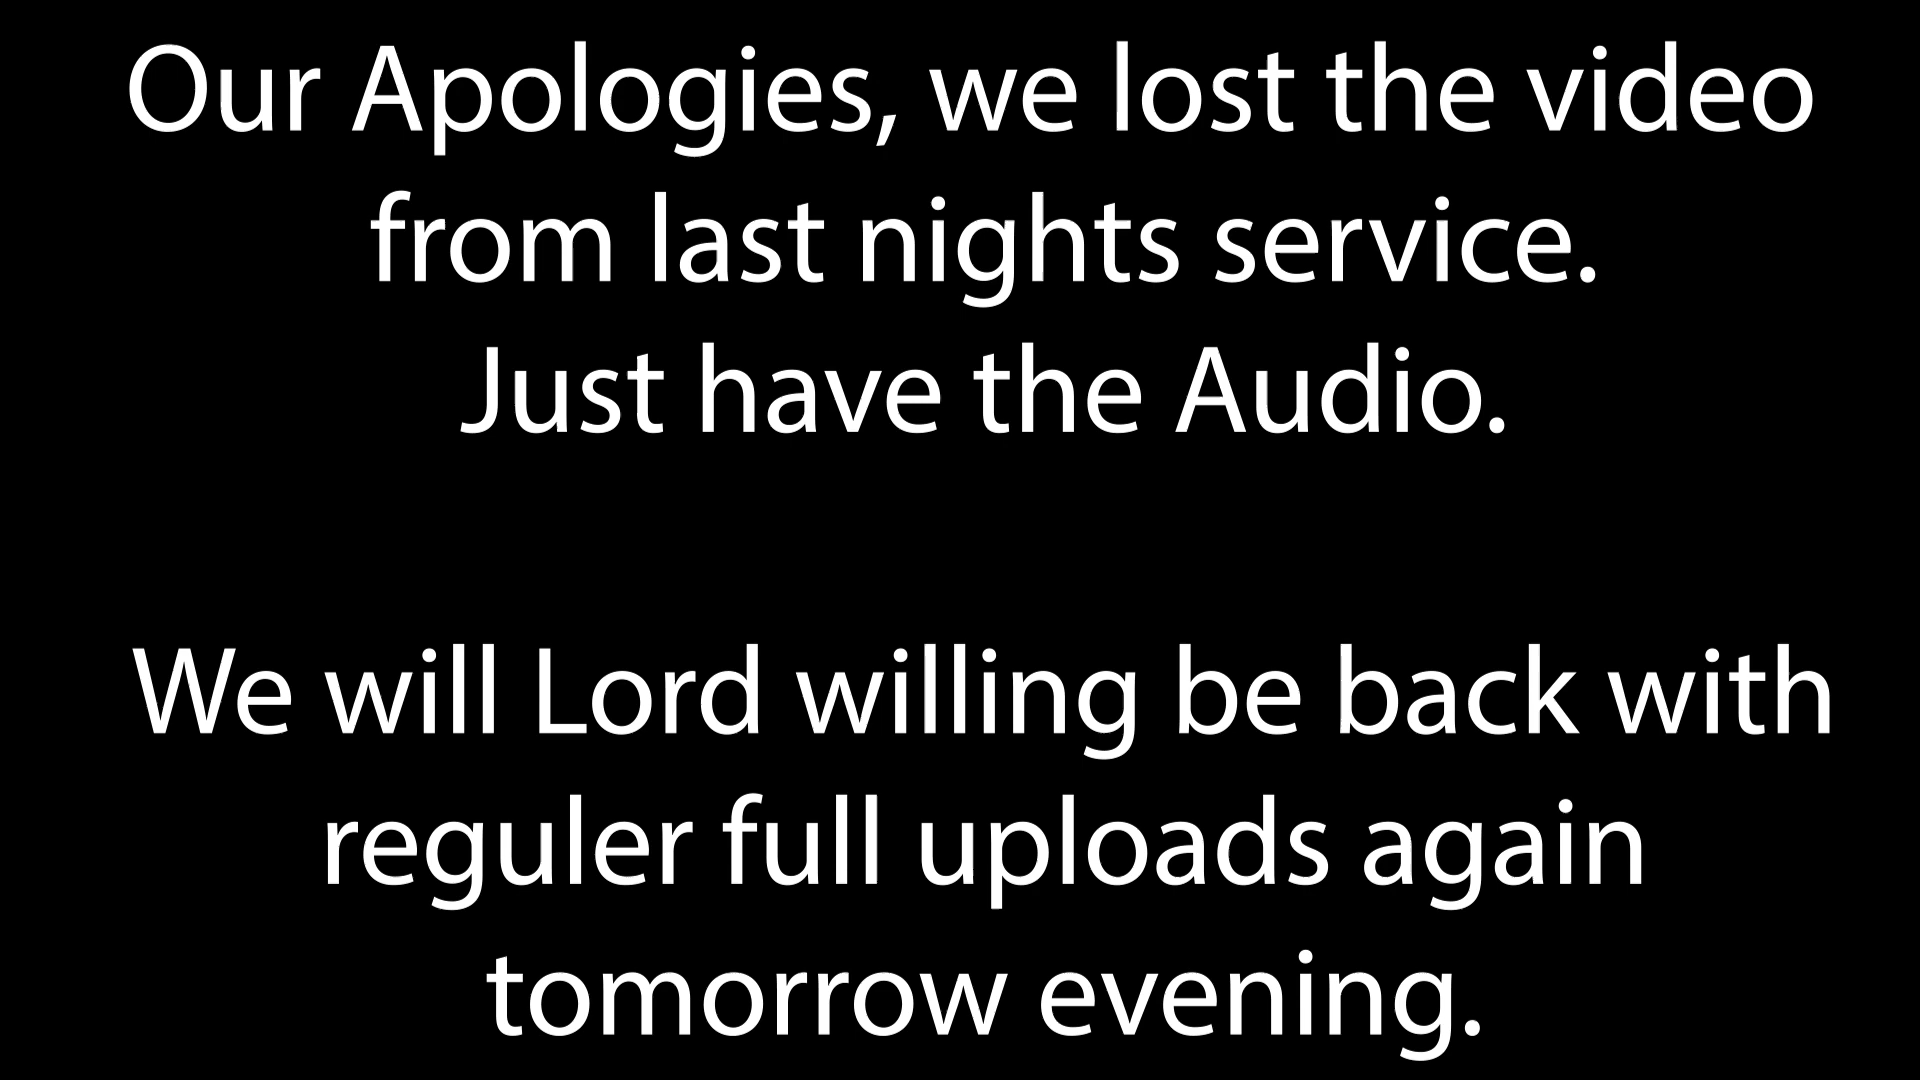 Our Apologies, we lost the video
from last nights service.
Just have the Audio.
We will Lord willing be back with
reguler full uploads again
tomorrow evening.